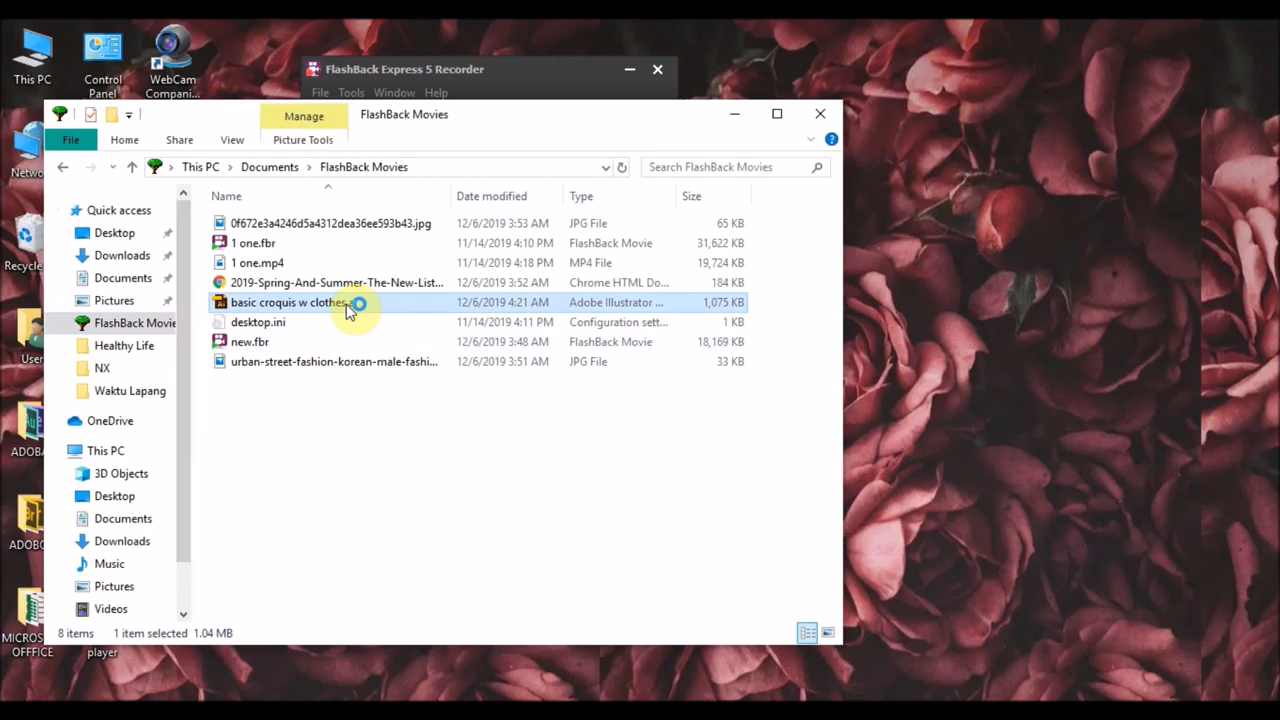 This PC
Control
Panel
WebCam
Compani...
FlashBack Express 5 Recorder
File Tools Window Help
Manage
FlashBack Movies
File Home Share View Picture Tools
This PC Documents FlashBack Movies
Search FlashBack Movies
Name Date modified Type Size
0f672e3a4246d5a4312dea36ee593b43.jpg 12/6/2019 3:53 AM JPG File 65 KB
1 one.fbr 11/14/2019 4:10 PM FlashBack Movie 31,622 KB
1 one.mp4 11/14/2019 4:18 PM MP4 File 19,724 KB
2019-Spring-And-Summer-The-New-List... 12/6/2019 3:52 AM Chrome HTML Do... 184 KB
basic croquis w clothes 12/6/2019 4:21 AM Adobe Illustrator ... 1,075 KB
desktop.ini 11/14/2019 4:11 PM Configuration sett... 1 KB
new.fbr 12/6/2019 3:48 AM FlashBack Movie 18,169 KB
urban-street-fashion-korean-male-fashi... 12/6/2019 3:51 AM JPG File 33 KB
Quick access
Desktop
Downloads
Documents
Pictures
FlashBack Movie
Healthy Life
NX
Waktu Lapang
OneDrive
This PC
3D Objects
Desktop
Documents
Downloads
Music
Pictures
Videos
8 items 1 item selected 1.04 MB
Netwo
Recycle
User
ADOBA
ADOBO
MICROS
OFFFICE
player